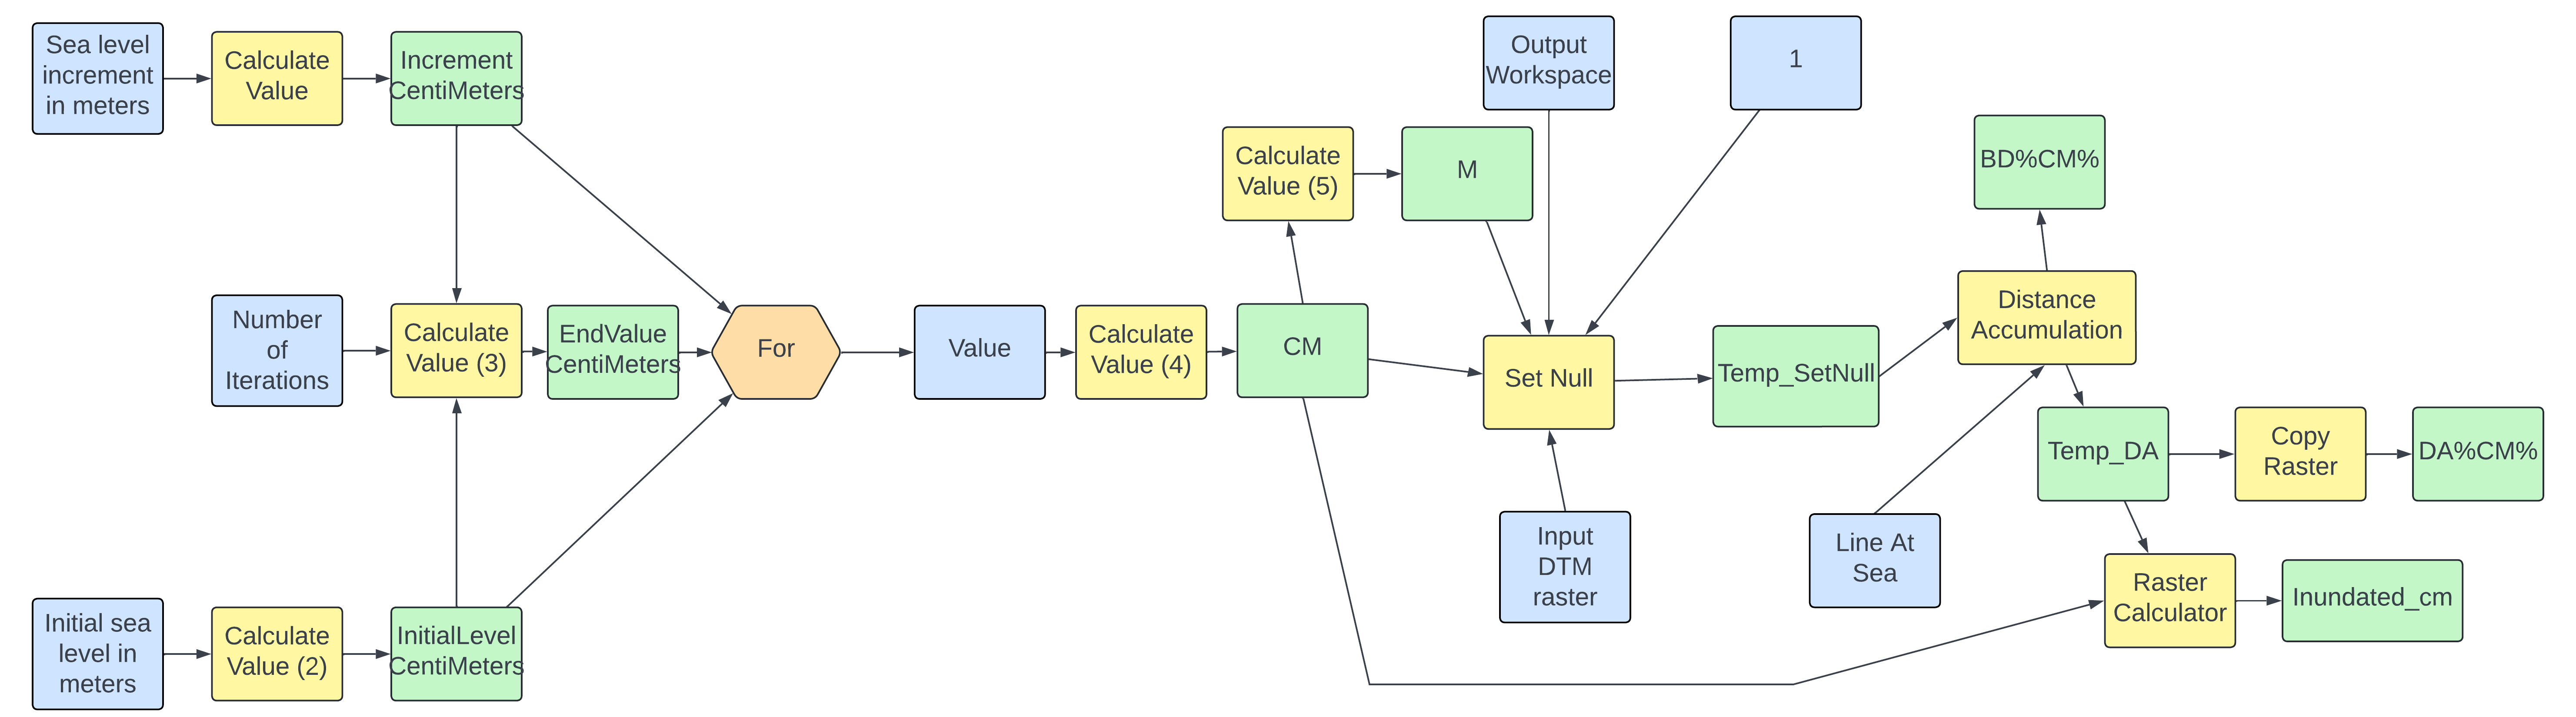 Sea level
increment
in meters
Calculate
Value
Increment
CentiMeters
Number
of
Iterations
Calculate
Value (3)
EndValue
CentiMeters
Initial sea
level in
meters
Calculate
Value (2)
InitialLevel
CentiMeters
For
Value
Calculate
Value (4)
CM
Calculate
Value (5)
M
Output
Workspace
1
Set Null
Input
DTM
raster
Temp_SetNull
Line At
Sea
Distance
Accumulation
BD%CM%
Temp_DA
Copy
Raster
DA%CM%
Raster
Calculator
Inundated_cm